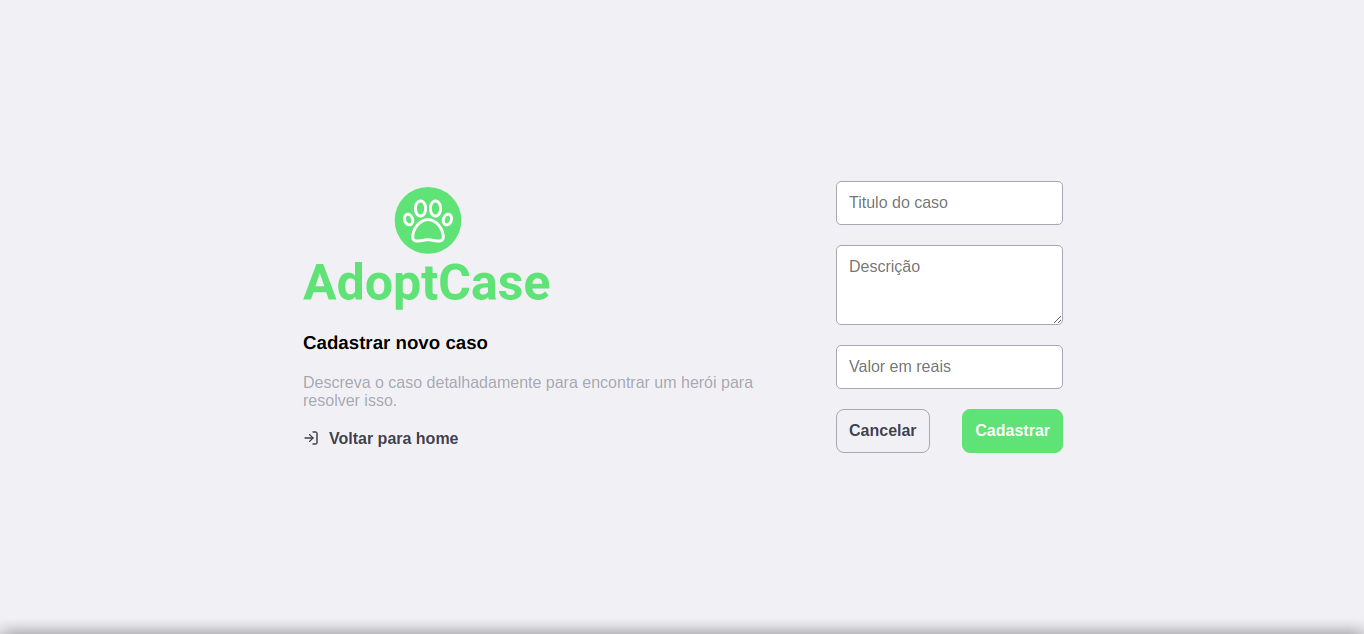 AdoptCase
Cadastrar novo caso
Descreva o caso detalhadamente para encontrar um herói para
resolver isso.
Voltar para home
Titulo do caso
Descrição
Valor em reais
Cancelar
Cadastrar